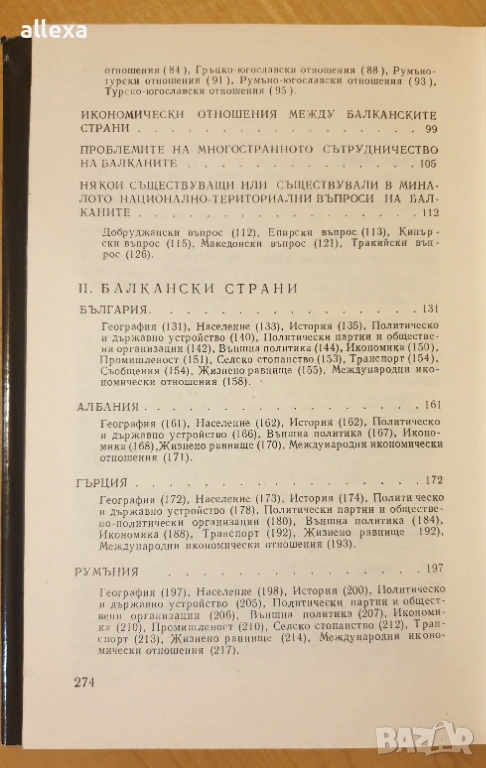 allexa
отношения (84), Гръцко-югославски отношения (88), Румъно-
турски отношения (91), Румъно-югославски отношения (93),
Турско-югославски отношения (95).
ИКОНОМИЧЕСКИ ОТНОШЕНИЯ МЕЖДУ БАЛКАНСКИТЕ
СТРАНИ . . . . . . . . . . . . . . . 99
ПРОБЛЕМИТЕ НА МНОГОСТРАННОТО СЪТРУДНИЧЕСТВО
НА БАЛКАНИТЕ . . . . . . . . . . . . . 105
НЯКОИ СЪЩЕСТВУВАЩИ ИЛИ СЪЩЕСТВУВАЛИ В МИНА-
ЛОТО НАЦИОНАЛНО-ТЕРИТОРИАЛНИ ВЪПРОСИ НА БАЛ-
КАНИТЕ . . . . . . . . . . . . . . . 112
Добруджански въпрос (112), Епирски въпрос (113), Кипър-
ски въпрос (115), Македонски въпрос (121), Тракийски въп-
рос (126).
II. БАЛКАНСКИ СТРАНИ
БЪЛГАРИЯ. . . . . . . . . . . . . . . 131
География (131), Население (133), История (135), Политическо
и държавно устройство (140), Политически партии и обществе-
ни организации (142), Външна политика (144), Икономика (150),
Промишленост (151), Селско стопанство (153), Транспорт (154),
Съобщения (154), Жизнено равнище (155), Международни ико-
номически отношения (158).
АЛБАНИЯ . . . . . . . . . . . . . . . 161
География (161), Население (162), История (162), Политическо
и държавно устройство (166), Външна политика (167), Иконо-
мика (168), Жизнено равнище (170). Международни икономически
отношения (171).
ГЪРЦИЯ . . . . . . . . . . . . . . . 172
География (172), Население (173), История (174), Политическо
и държавно устройство (178), Политически партии и обществе-
но-политически организации (180), Външна политика (184),
Икономика (188), Транспорт (192), Жизнено равнище 192),
Международни икономически отношения (193).
РУМЪНИЯ . . . . . . . . . . . . . . . 197
География (197), Население (198), История (200), Политическо
и държавно устройство (205), Политически партии и общест-
вени организации (206), Външна политика (207), Икономи-
ка (210), Промишленост (210), Селско стопанство (212), Тран-
спорт (213), Жизнено равнище (214), Международни иконо-
мически отношения (217).
274
BAZAR